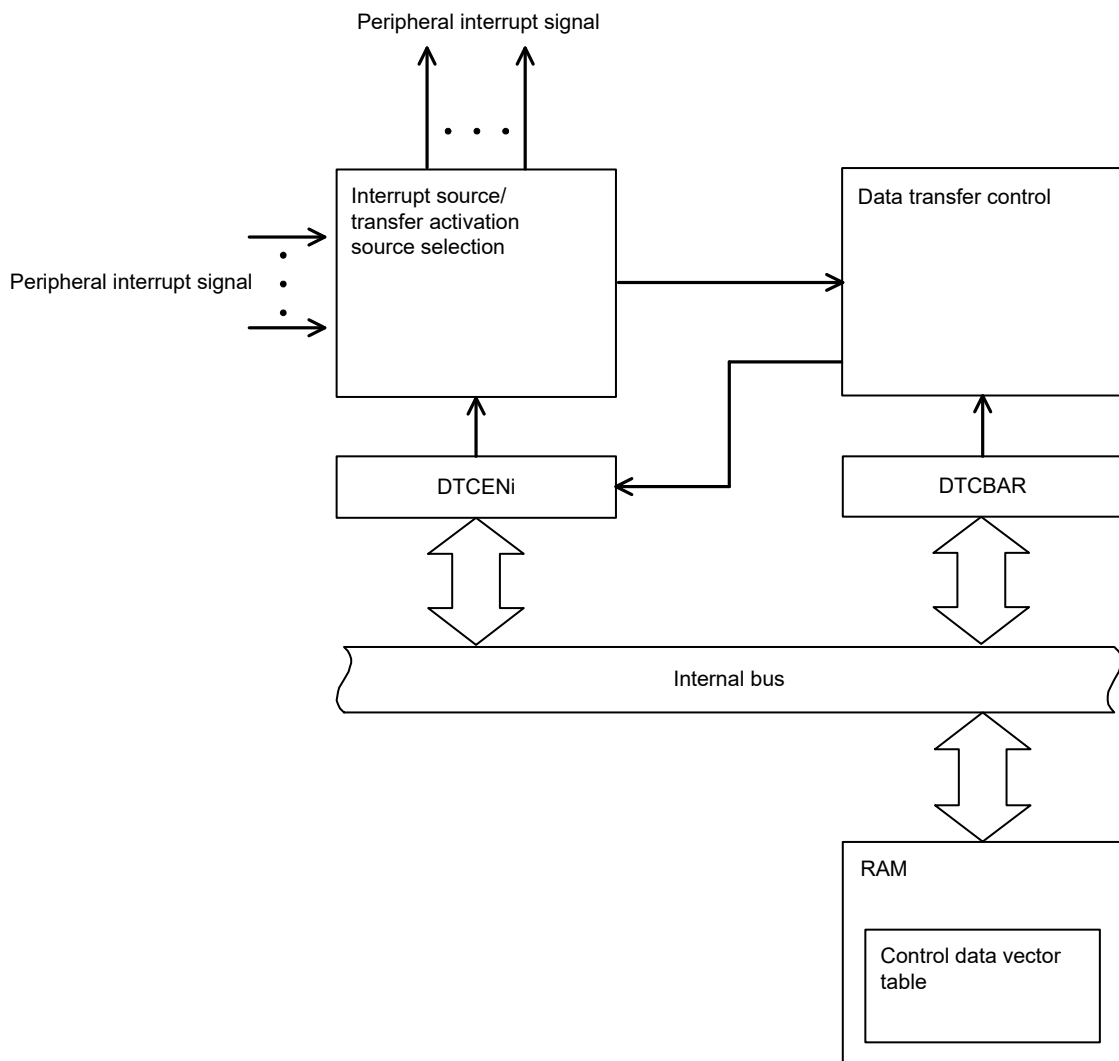 Peripheral interrupt signal
Interrupt source/
transfer activation
source selection
Data transfer control
Peripheral interrupt signal
DTCENi
DTCBAR
Internal bus
RAM
Control data vector
table